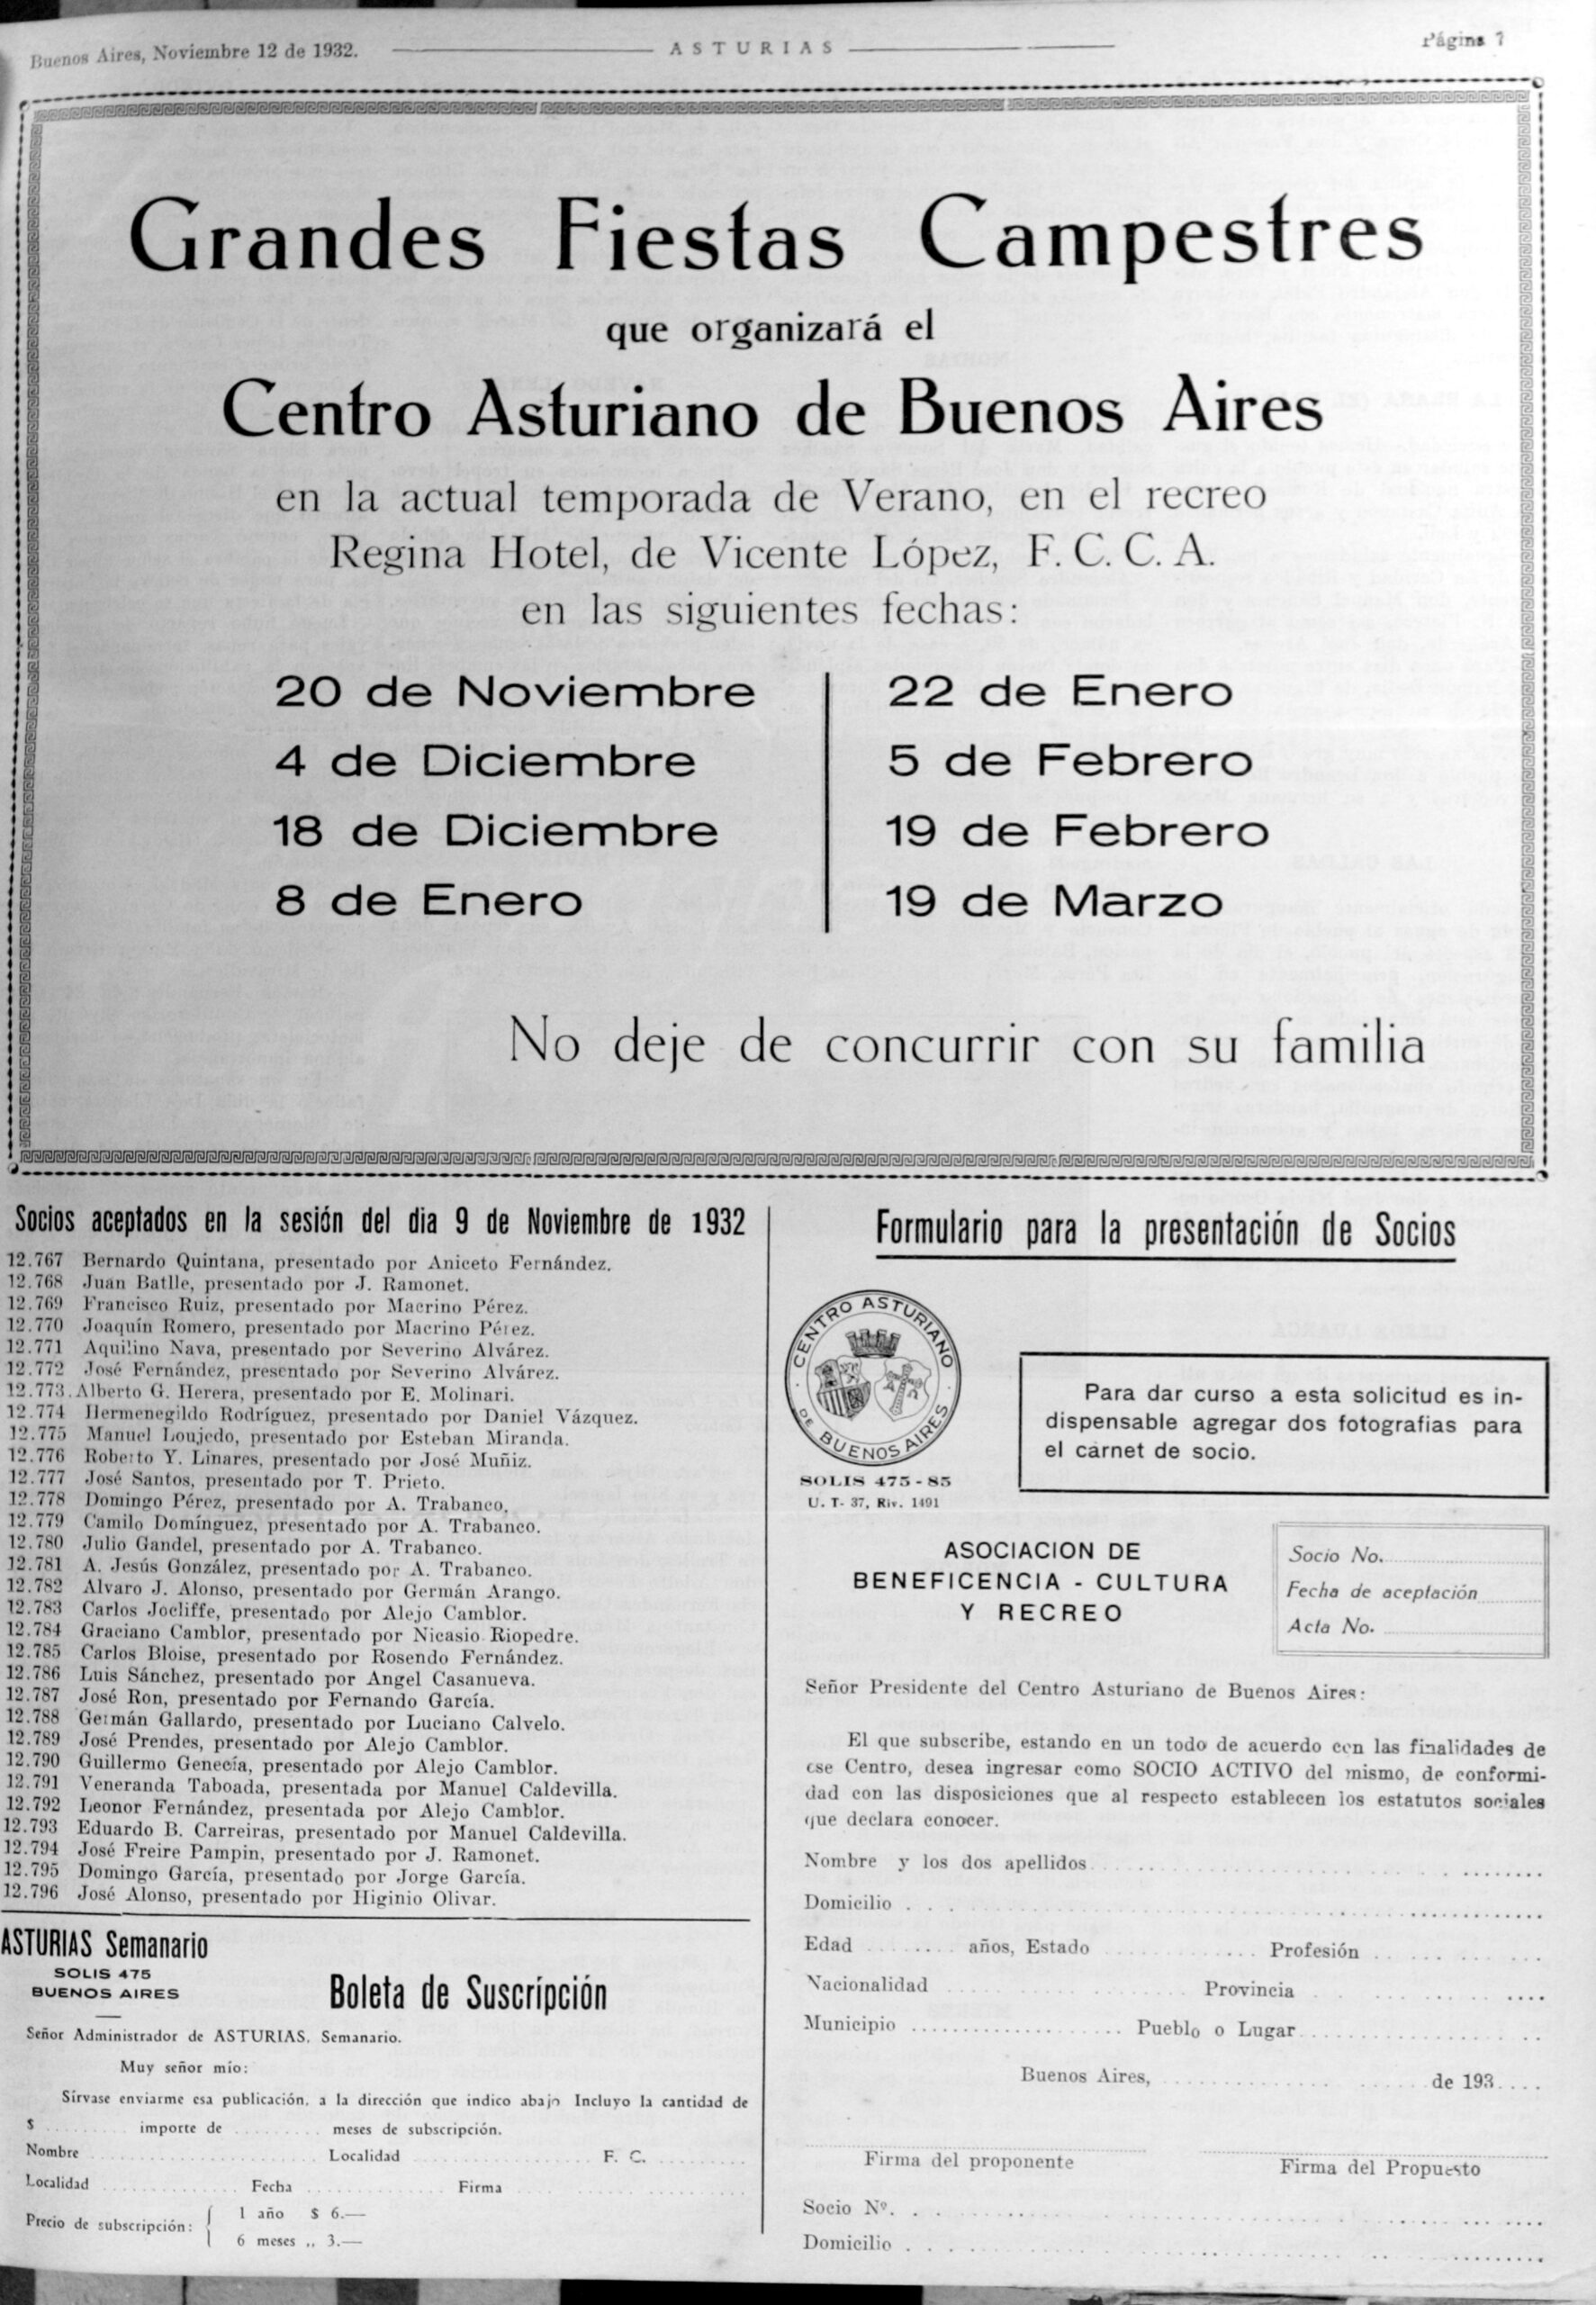 Buenos Aires, Noviembre 12 de 1932.
ASTURIAS
Página 7
Grandes Fiestas Campestres
que organizará el
Centro Asturiano de Buenos Aires
en la actual temporada de Verano, en el recreo
Regina Hotel, de Vicente López, F. C. C. A.
en las siguientes fechas:
20 de Noviembre
4 de Diciembre
18 de Diciembre
8 de Enero
22 de Enero
5 de Febrero
19 de Febrero
19 de Marzo
No deje de concurrir con su familia
Socios aceptados en la sesión del dia 9 de Noviembre de 1932
12.767 Bernardo Quintana, presentado por Aniceto Fernández.
12.768 Juan Batlle, presentado por J. Ramonet.
12.769 Francisco Ruiz, presentado por Macrino Pérez.
12.770 Joaquín Romero, presentado por Macrino Pérez.
12.771 Aquilino Nava, presentado por Severino Alvárez.
12.772 José Fernández, presentado por Severino Alvárez.
12.773. Alberto G. Herera, presentado por E. Molinari.
12.774 Hermenegildo Rodríguez, presentado por Daniel Vázquez.
12.775 Manuel Loujedo, presentado por Esteban Miranda.
12.776 Roberto Y. Linares, presentado por José Muñiz.
12.777 José Santos, presentado por T. Prieto.
12.778 Domingo Pérez, presentado por A. Trabanco.
12.779 Camilo Domínguez, presentado por A. Trabanco.
12.780 Julio Gandel, presentado por A. Trabanco.
12.781 A. Jesús González, presentado por A. Trabanco.
12.782 Alvaro J. Alonso, presentado por Germán Arango.
12.783 Carlos Jocliffe, presentado por Alejo Camblor.
12.784 Graciano Camblor, presentado por Nicasio Riopedre.
12.785 Carlos Bloise, presentado por Rosendo Fernández.
12.786 Luis Sánchez, presentado por Angel Casanueva.
12.787 José Ron, presentado por Fernando García.
12.788 Germán Gallardo, presentado por Luciano Calvelo.
12.789 José Prendes, presentado por Alejo Camblor.
12.790 Guillermo Genecía, presentado por Alejo Camblor.
12.791 Veneranda Taboada, presentada por Manuel Caldevilla.
12.792 Leonor Fernández, presentada por Alejo Camblor.
12.793 Eduardo B. Carreiras, presentado por Manuel Caldevilla.
12.794 José Freire Pampin, presentado por J. Ramonet.
12.795 Domingo García, presentado por Jorge García.
12.796 José Alonso, presentado por Higinio Olivar.
ASTURIAS Semanario
SOLIS 475
BUENOS AIRES
Boleta de Suscripción
Señor Administrador de ASTURIAS. Semanario.
Muy señor mío:
Sírvase enviarme esa publicación, a la dirección que indico abajo Incluyo la cantidad de
$ ......... importe de ......... meses de subscripción.
Nombre ......... Localidad ......... F. C. .........
Localidad ......... Fecha ......... Firma .........
Precio de subscripción: { 1 año $ 6.—
6 meses ,, 3.—
Formulario para la presentación de Socios
CENTRO ASTURIANO
DE BUENOS AIRES
SOLIS 475-85
U. T. 37, Riv. 1491
Para dar curso a esta solicitud es in-
dispensable agregar dos fotografias para
el carnet de socio.
ASOCIACION DE
BENEFICENCIA - CULTURA
Y RECREO
Socio No. .........
Fecha de aceptación .........
Acta No. .........
Señor Presidente del Centro Asturiano de Buenos Aires:
El que subscribe, estando en un todo de acuerdo con las finalidades de
ese Centro, desea ingresar como SOCIO ACTIVO del mismo, de conformi-
dad con las disposiciones que al respecto establecen los estatutos sociales
que declara conocer.
Nombre y los dos apellidos .........
Domicilio .........
Edad ......... años, Estado ......... Profesión .........
Nacionalidad ......... Provincia .........
Municipio ......... Pueblo o Lugar .........
Buenos Aires, ......... de 193....
Firma del proponente
Firma del Propuesto
Socio Nº. .........
Domicilio .........